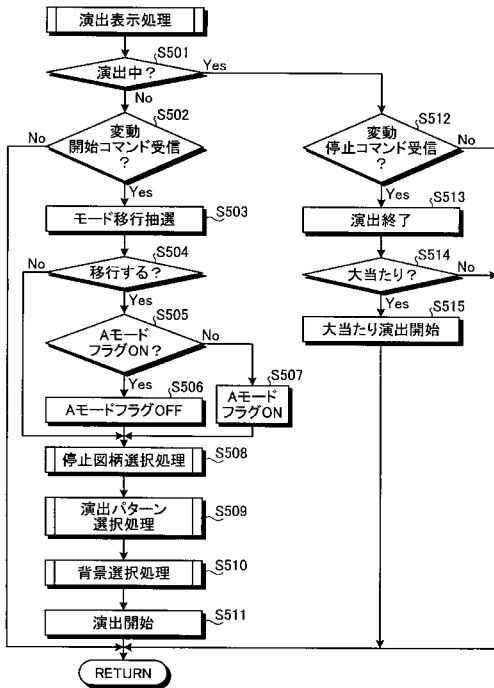 演出表示処理
S501
演出中?
Yes
No
S502
変動
開始コマンド受信
?
No
Yes
モード移行抽選
S503
S504
移行する?
No
Yes
S505
Aモード
フラグON?
No
Yes
S506
AモードフラグOFF
S507
Aモード
フラグON
停止図柄選択処理
S508
演出パターン
選択処理
S509
背景選択処理
S510
演出開始
S511
S512
変動
停止コマンド受信
?
No
Yes
S513
演出終了
S514
大当たり?
No
Yes
S515
大当たり演出開始
RETURN